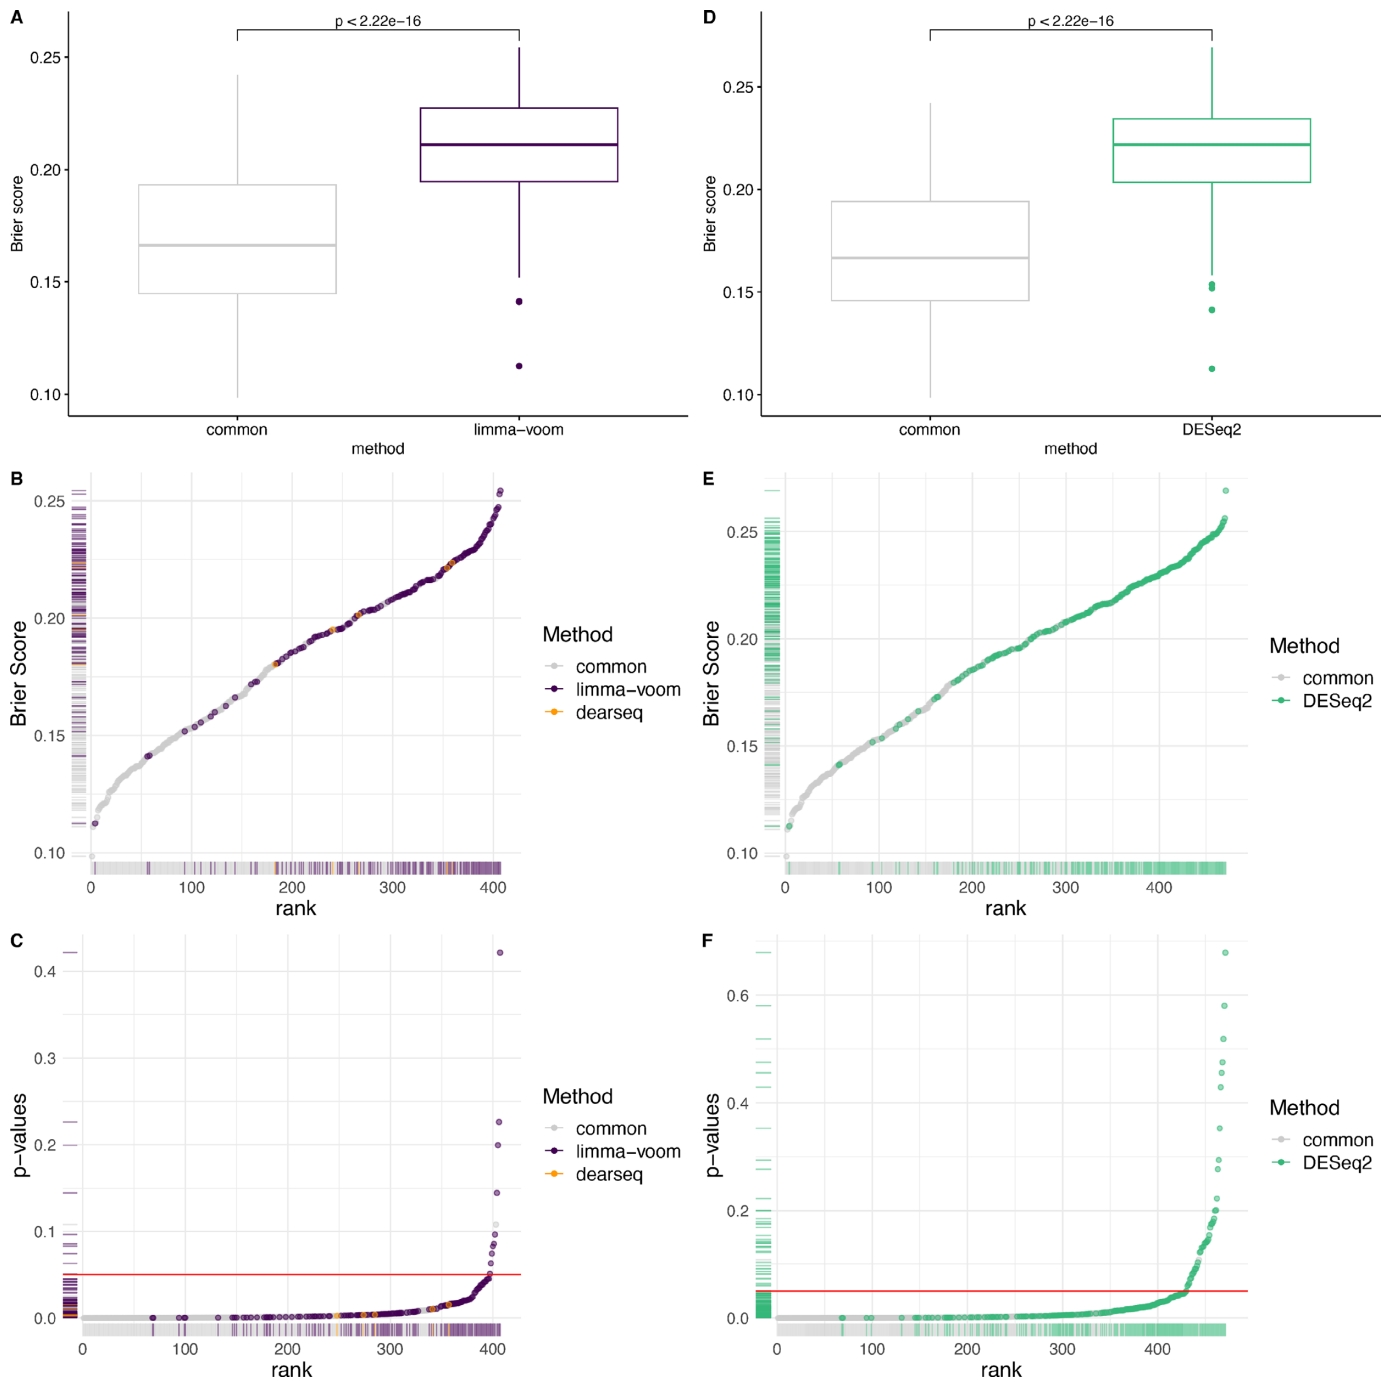 A
p < 2.22e−16
0.25
0.20
0.15
0.10
Brier score
common
limma−voom
method
D
p < 2.22e−16
0.25
0.20
0.15
0.10
Brier score
common
DESeq2
method
B
0.25
0.20
0.15
0.10
Brier Score
0
100
200
300
400
rank
Method
common
limma−voom
dearseq
E
0.25
0.20
0.15
0.10
Brier Score
0
100
200
300
400
rank
Method
common
DESeq2
C
0.4
0.3
0.2
0.1
0.0
p−values
0
100
200
300
400
rank
Method
common
limma−voom
dearseq
F
0.6
0.4
0.2
0.0
p−values
0
100
200
300
400
rank
Method
common
DESeq2